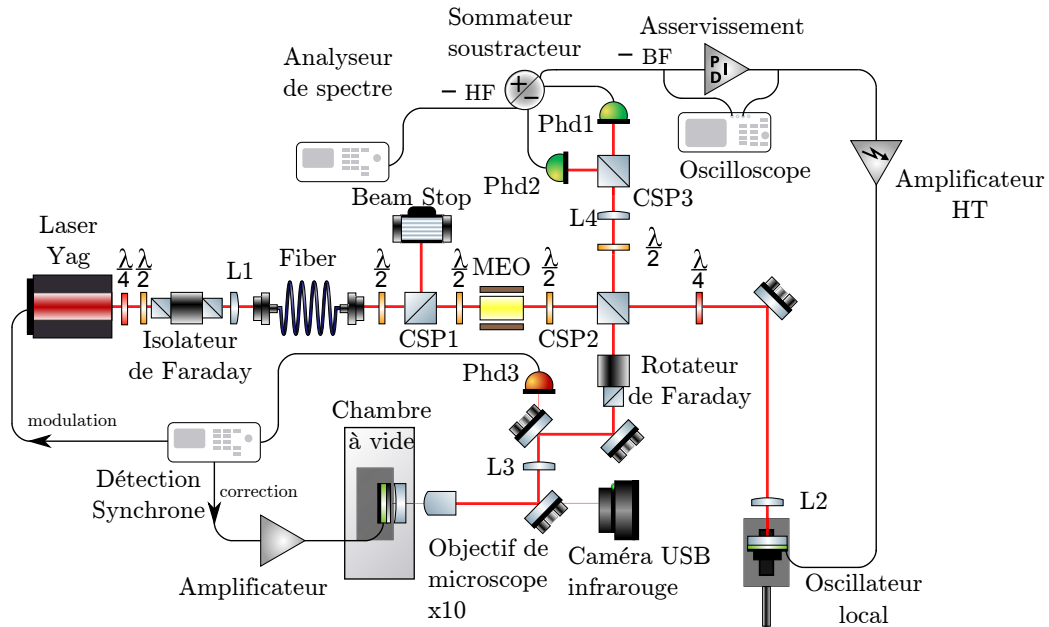 Sommateur
soustracteur
Asservissement
− BF
P I
D
Analyseur
de spectre
− HF
+
−
Phd1
Oscilloscope
Amplificateur
HT
Phd2
CSP3
Beam Stop
L4
λ
2
Laser
Yag
λ
4
λ
2
L1
Fiber
λ
2
λ
2
MEO
λ
2
λ
4
Isolateur
de Faraday
CSP1
CSP2
Rotateur
de Faraday
Phd3
modulation
Chambre
à vide
L3
L2
Détection
Synchrone
correction
Amplificateur
Objectif de
microscope
x10
Caméra USB
infrarouge
Oscillateur
local